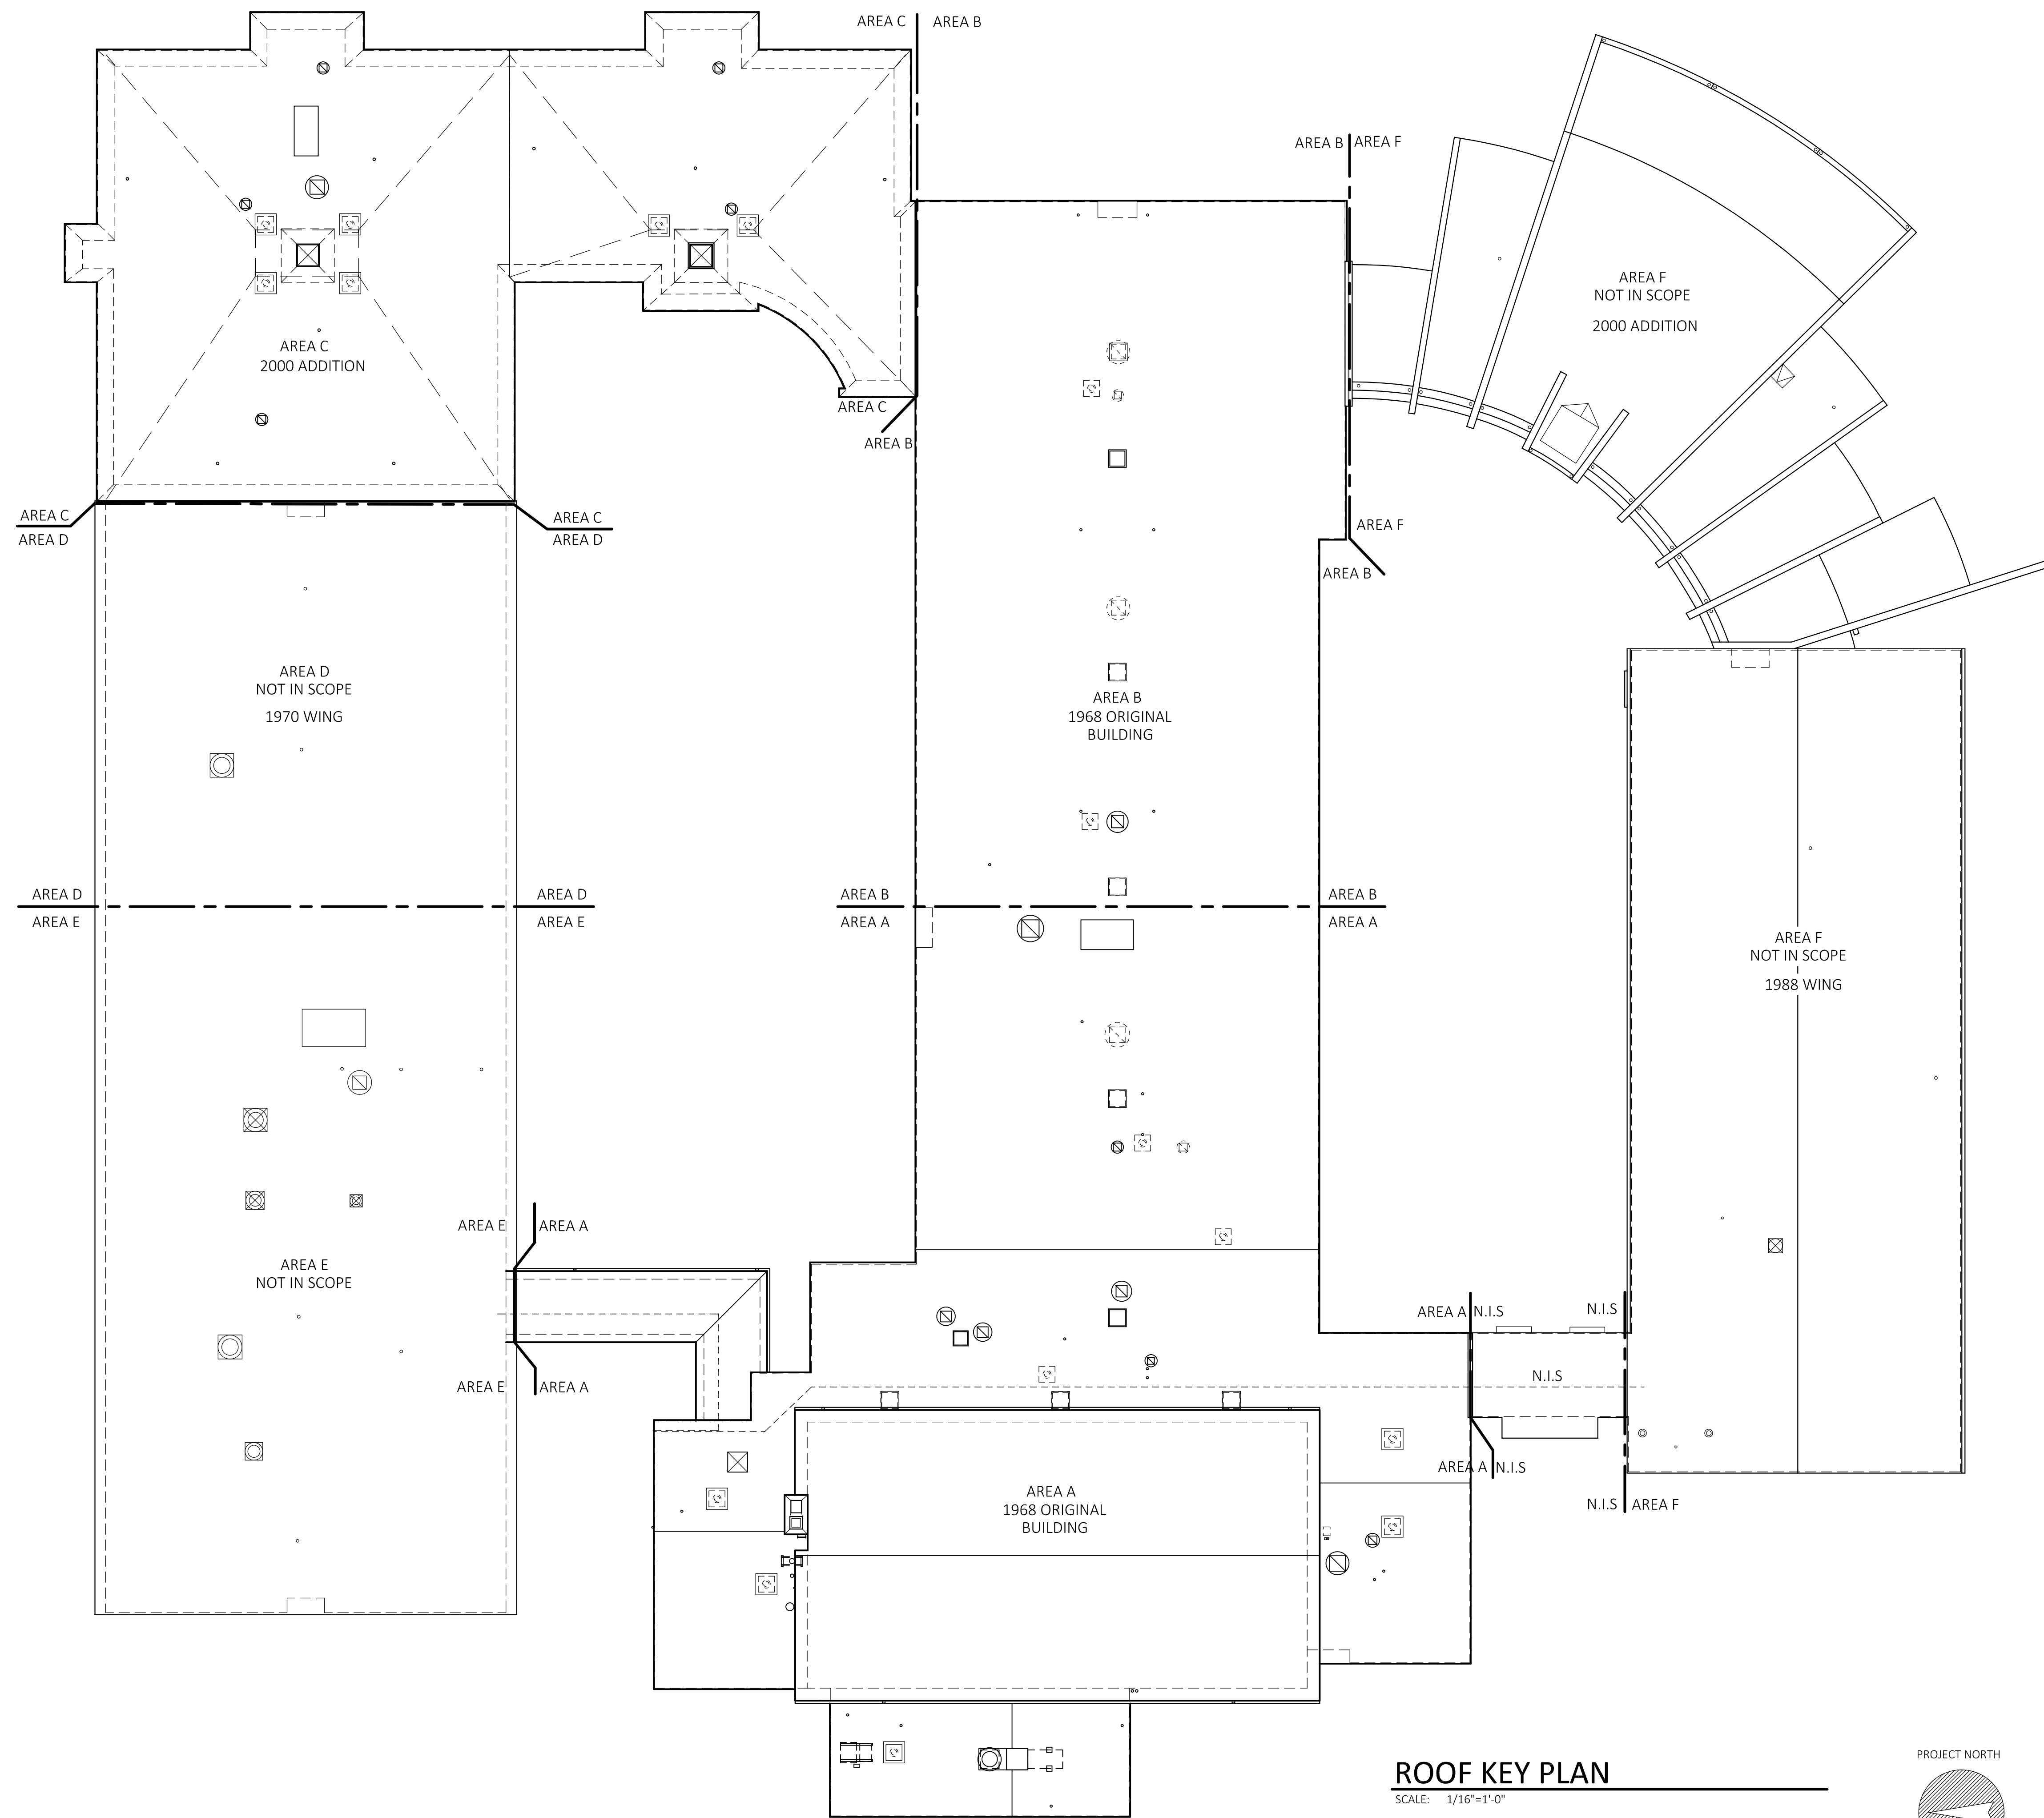 AREA C
AREA B
AREA B
AREA F
AREA F
NOT IN SCOPE
2000 ADDITION
AREA C
2000 ADDITION
AREA C
AREA B
AREA C
AREA D
AREA C
AREA D
AREA F
AREA B
AREA D
NOT IN SCOPE
1970 WING
AREA B
1968 ORIGINAL
BUILDING
AREA D
AREA E
AREA D
AREA E
AREA B
AREA A
AREA B
AREA A
AREA F
NOT IN SCOPE
1988 WING
AREA E
AREA A
AREA E
NOT IN SCOPE
AREA A
N.I.S
N.I.S
N.I.S
AREA E
AREA A
AREA A
N.I.S
N.I.S
AREA F
AREA A
1968 ORIGINAL
BUILDING
ROOF KEY PLAN
SCALE: 1/16"=1'-0"
PROJECT NORTH